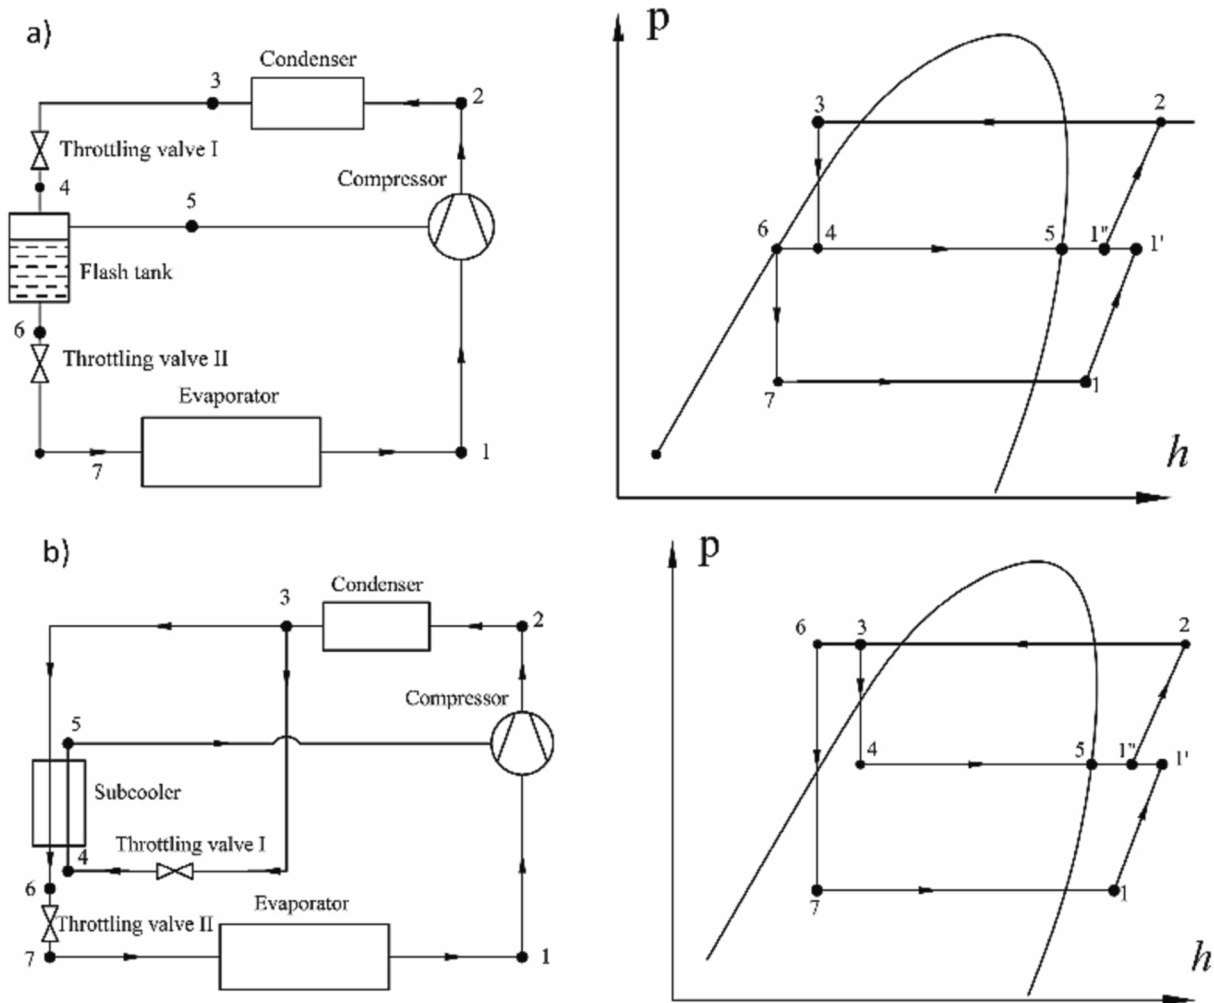 a)
Condenser
3
2
Throttling valve I
4
5
Compressor
Flash tank
6
Throttling valve II
Evaporator
7
1
p
3
2
6
4
5
1"
1'
7
1
h
b)
Condenser
3
2
5
Compressor
Subcooler
4
Throttling valve I
6
Throttling valve II
Evaporator
7
1
p
6
3
2
4
5
1"
1'
7
1
h